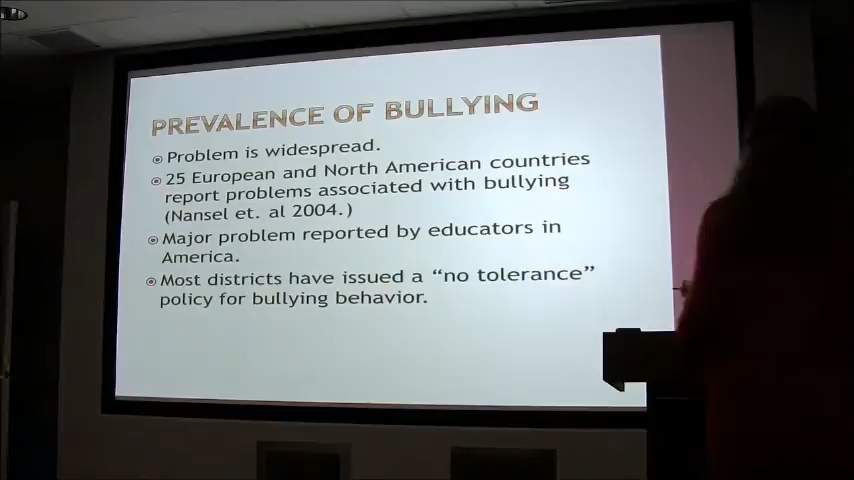 PREVALENCE OF BULLYING
Problem is widespread.
25 European and North American countries
report problems associated with bullying
(Nansel et. al 2004.)
Major problem reported by educators in
America.
Most districts have issued a “no tolerance”
policy for bullying behavior.